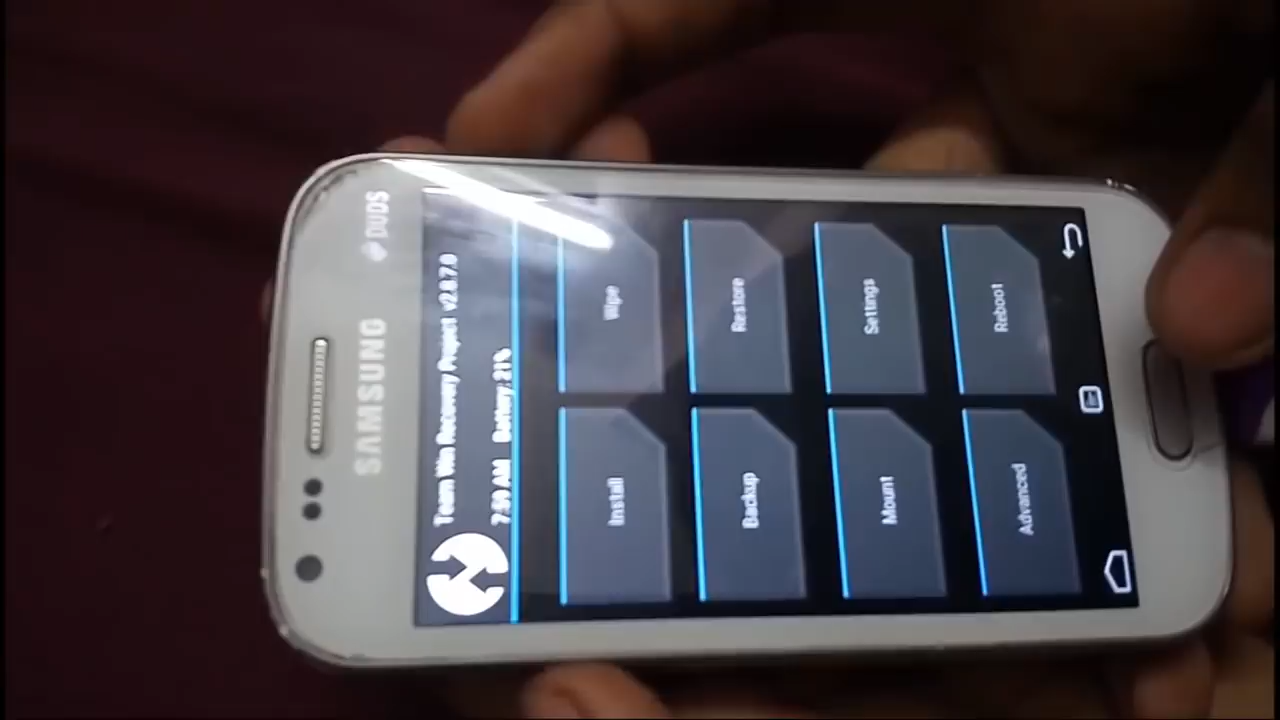 SAMSUNG DUOS
Team Win Recovery Project v2.8.7.0
7:59 AM Battery: 21%
Install Wipe
Backup Restore
Mount Settings
Advanced Reboot